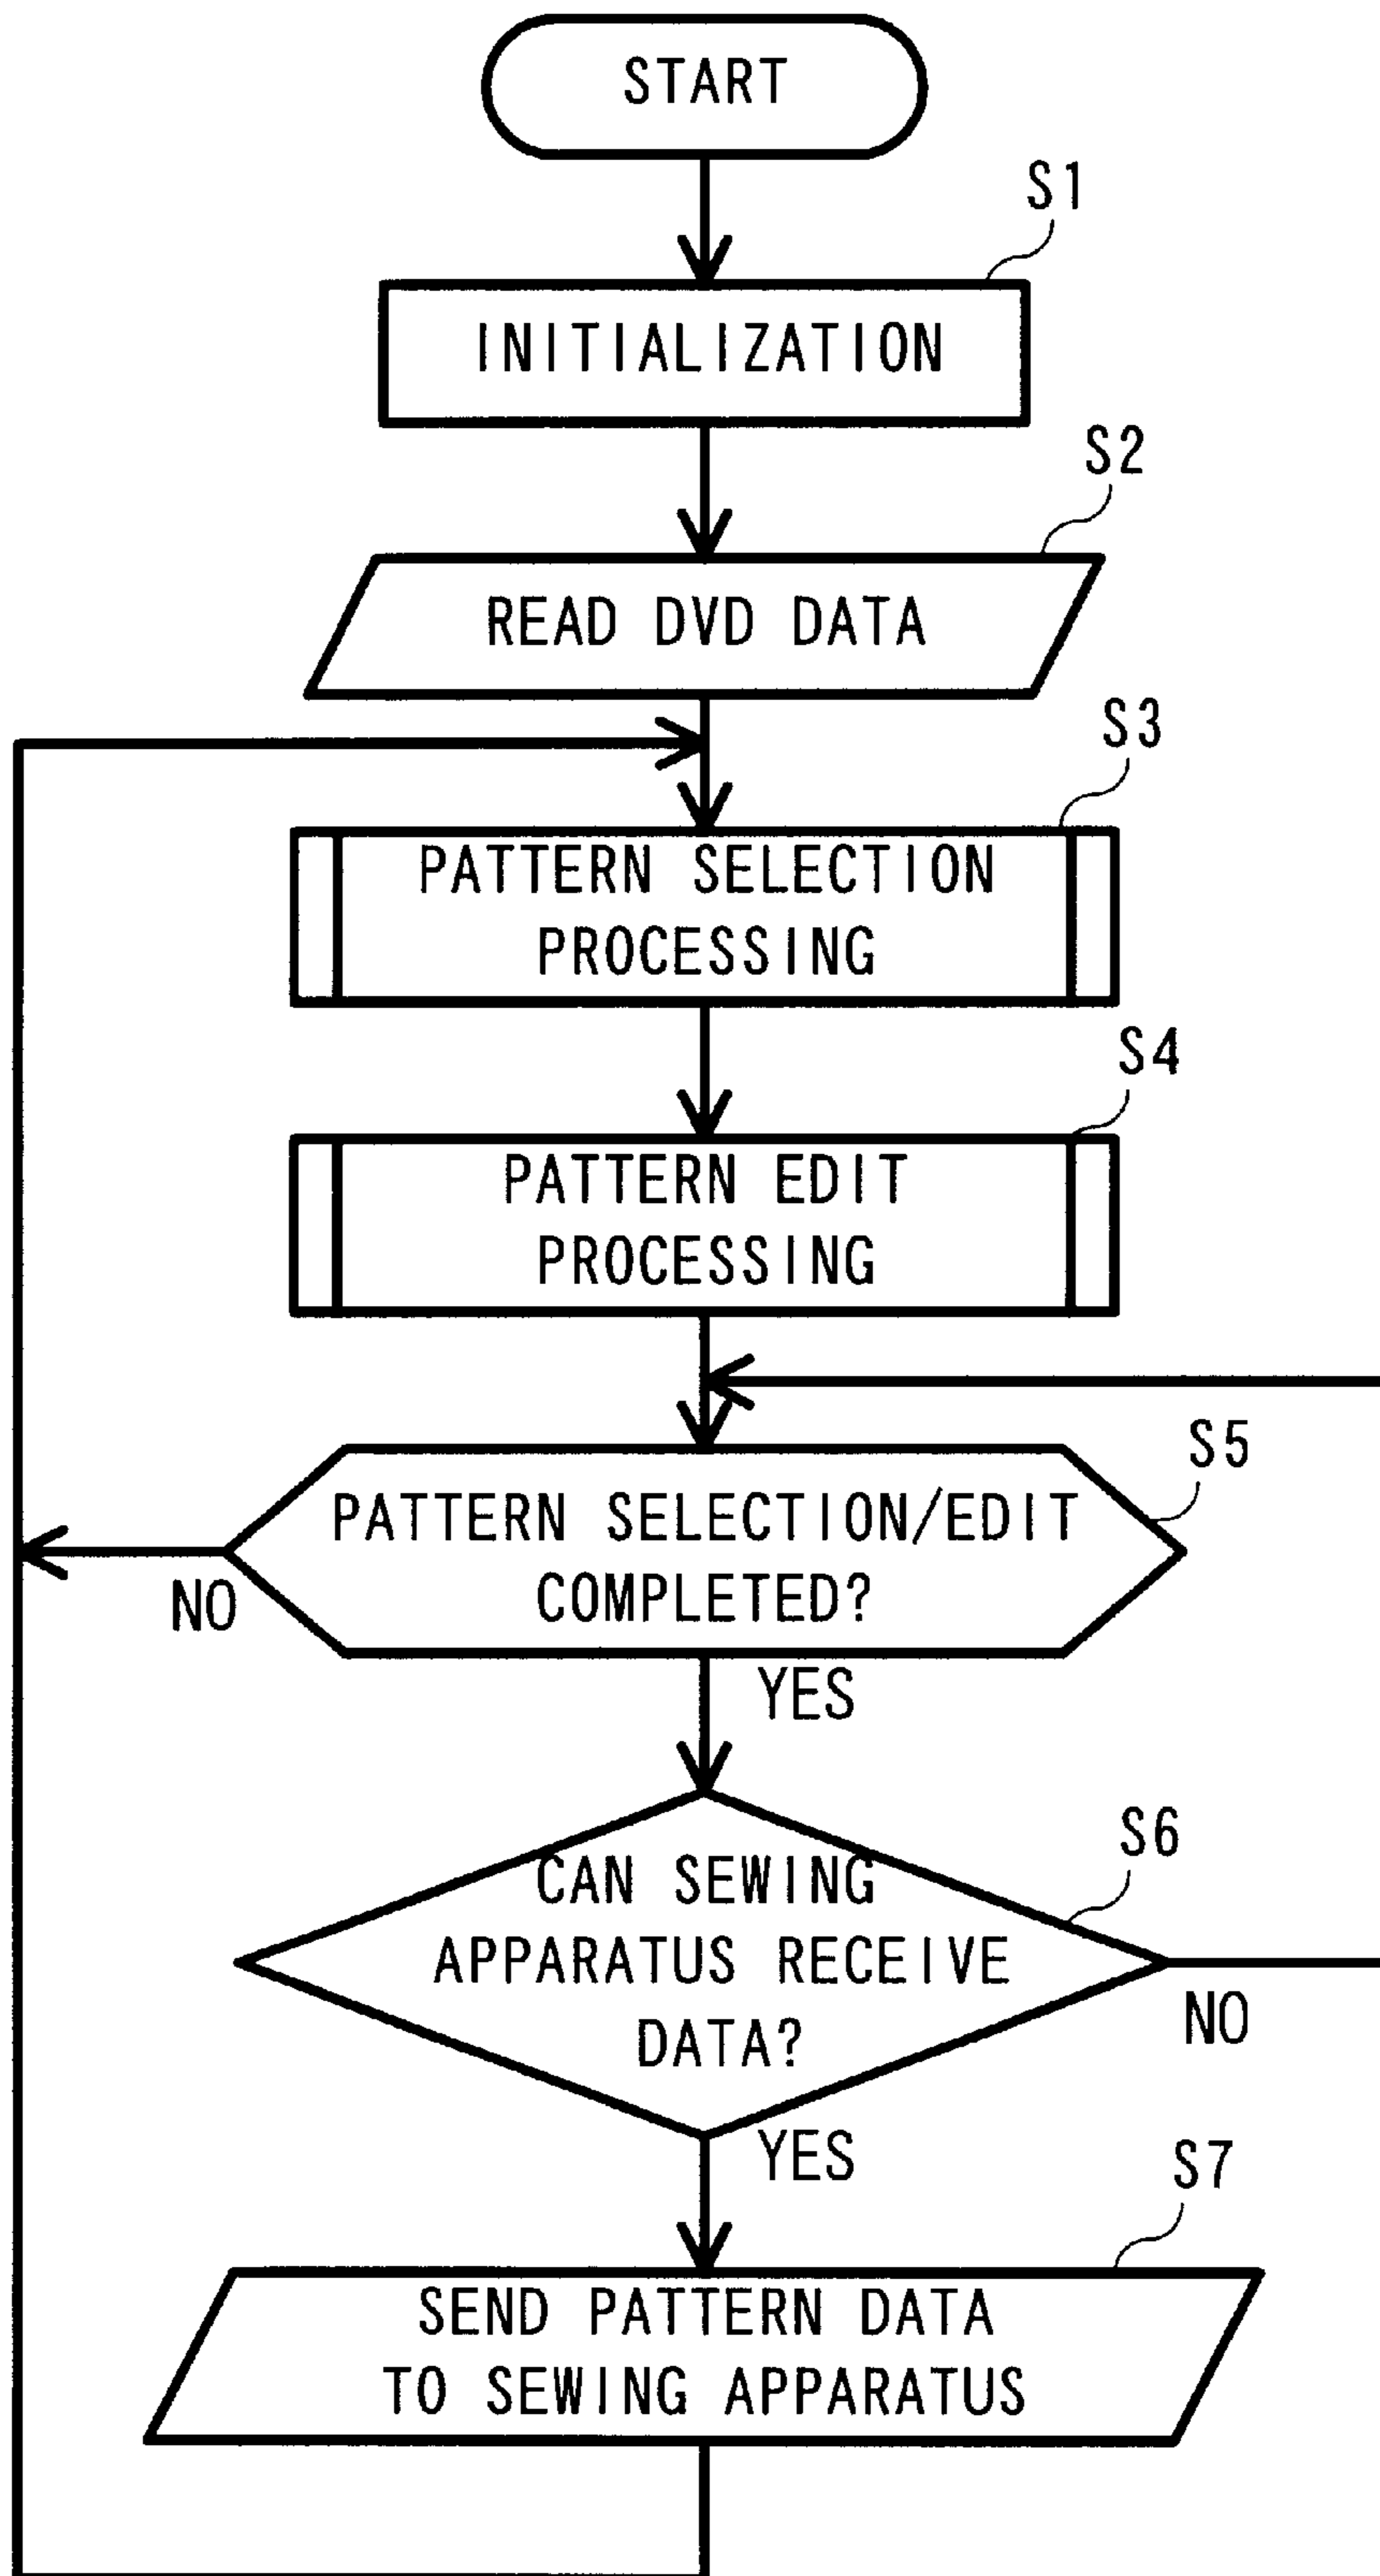 START
S1
INITIALIZATION
S2
READ DVD DATA
S3
PATTERN SELECTION
PROCESSING
S4
PATTERN EDIT
PROCESSING
S5
PATTERN SELECTION/EDIT
COMPLETED?
NO
YES
S6
CAN SEWING
APPARATUS RECEIVE
DATA?
NO
YES
S7
SEND PATTERN DATA
TO SEWING APPARATUS